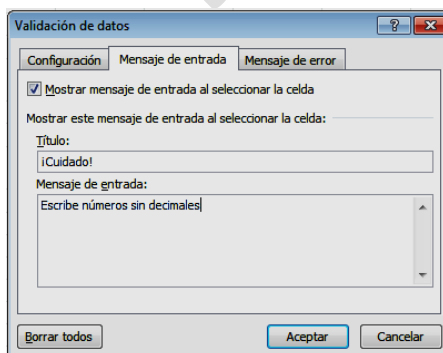 Validación de datos
Configuración Mensaje de entrada Mensaje de error
Mostrar mensaje de entrada al seleccionar la celda
Mostrar este mensaje de entrada al seleccionar la celda:
Título:
¡Cuidado!
Mensaje de entrada:
Escribe números sin decimales
Borrar todos Aceptar Cancelar